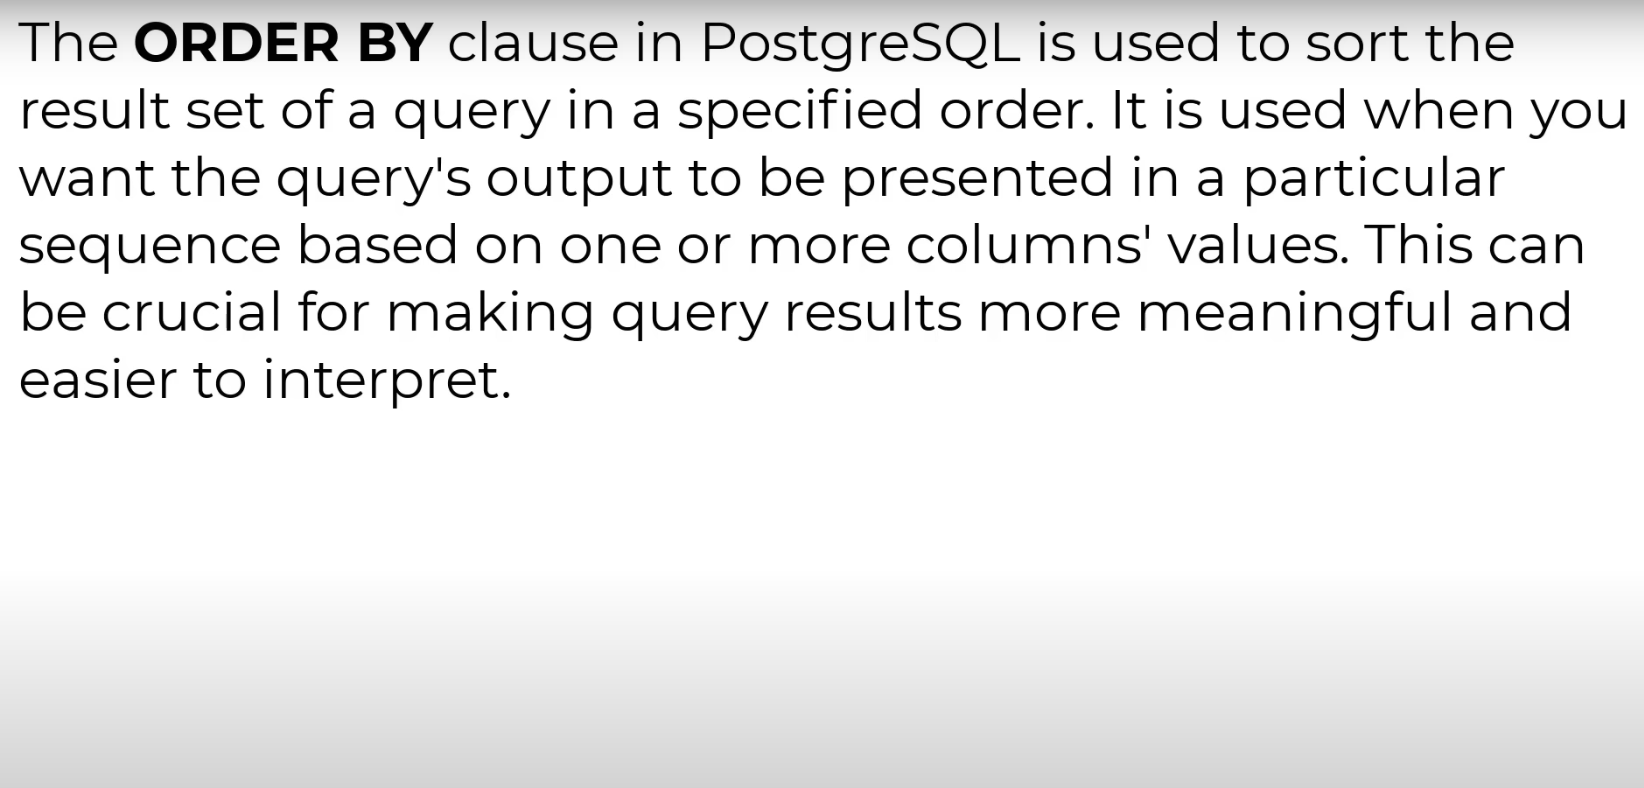 The ORDER BY clause in PostgreSQL is used to sort the
result set of a query in a specified order. It is used when you
want the query's output to be presented in a particular
sequence based on one or more columns' values. This can
be crucial for making query results more meaningful and
easier to interpret.